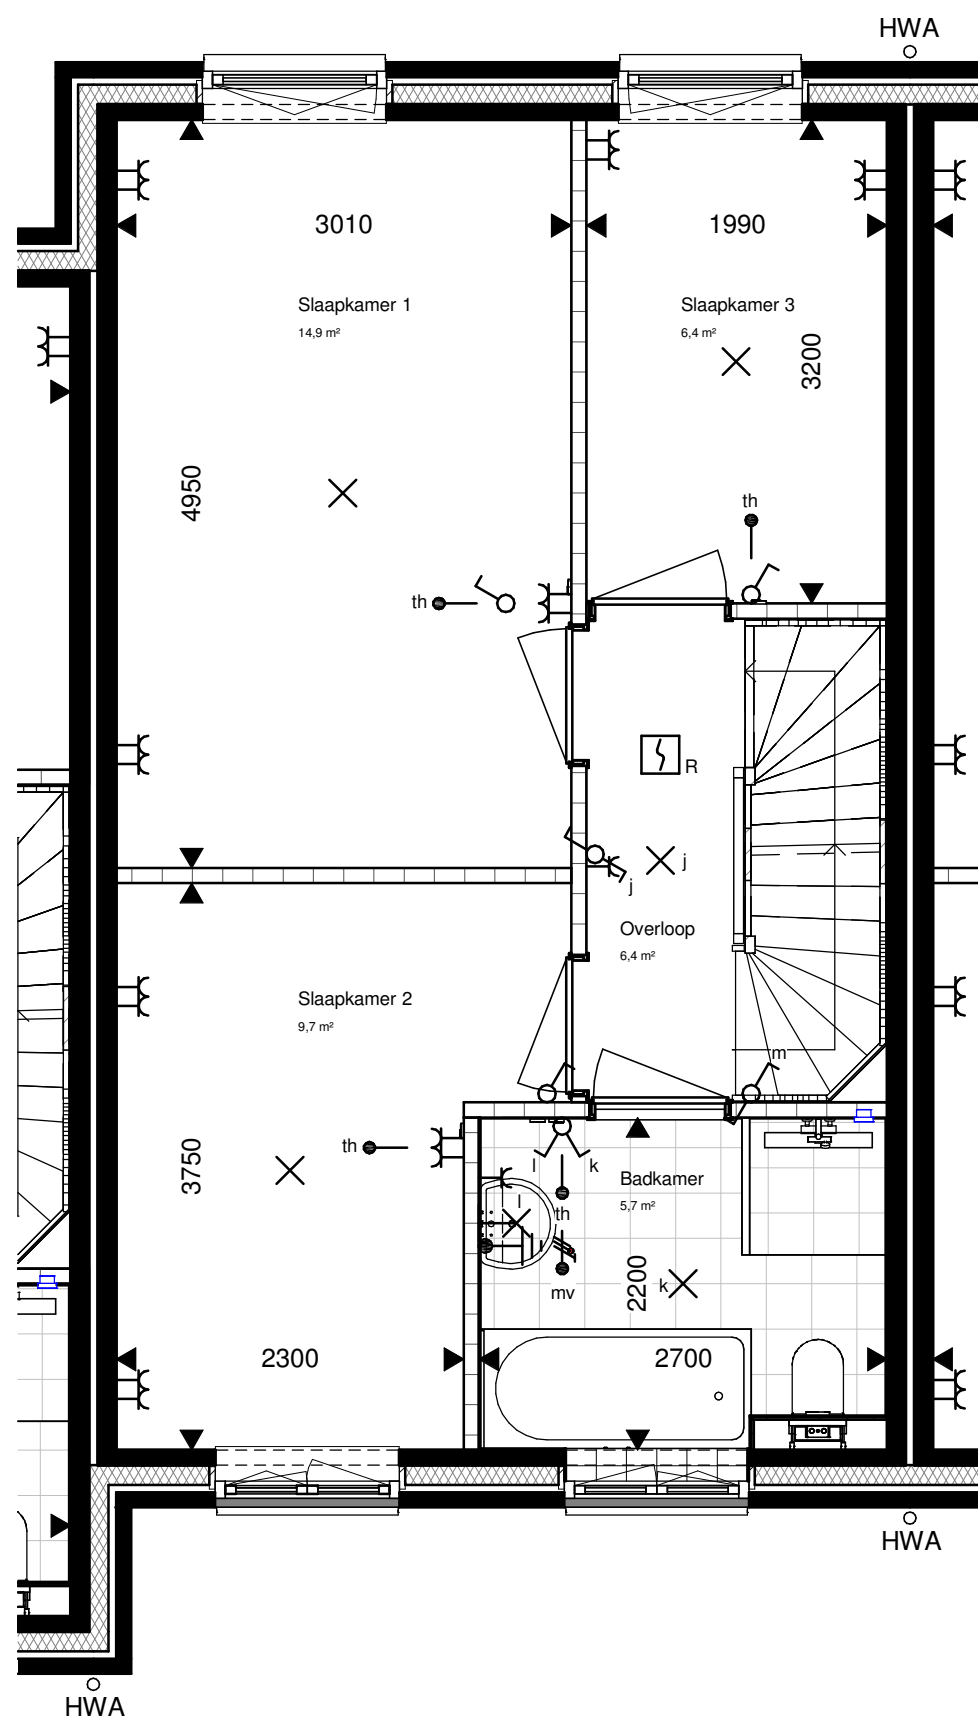 HWA
3010
1990
Slaapkamer 1
14,9 m²
Slaapkamer 3
6,4 m²
3200
4950
th
th
R
j
j
Overloop
6,4 m²
Slaapkamer 2
9,7 m²
m
th
3750
l
k
Badkamer
5,7 m²
l
th
2200
k
mv
2300
2700
HWA
HWA